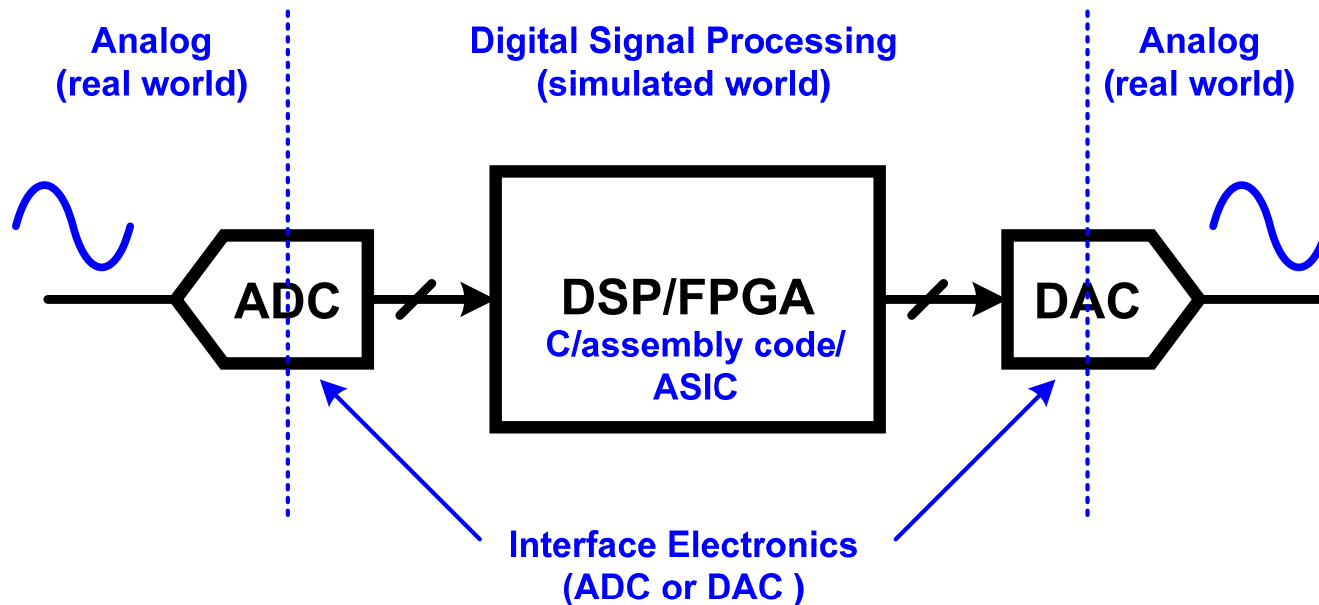 Analog
(real world)
Digital Signal Processing
(simulated world)
Analog
(real world)
ADC
DSP/FPGA
C/assembly code/
ASIC
DAC
Interface Electronics
(ADC or DAC )